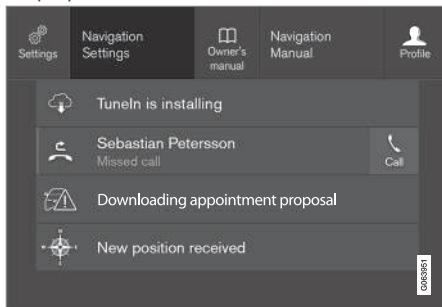 Settings
Navigation
Settings
Owner's
manual
Navigation
Manual
Profile
TuneIn is installing
Sebastian Petersson
Missed call
Call
Downloading appointment proposal
New position received
G063951